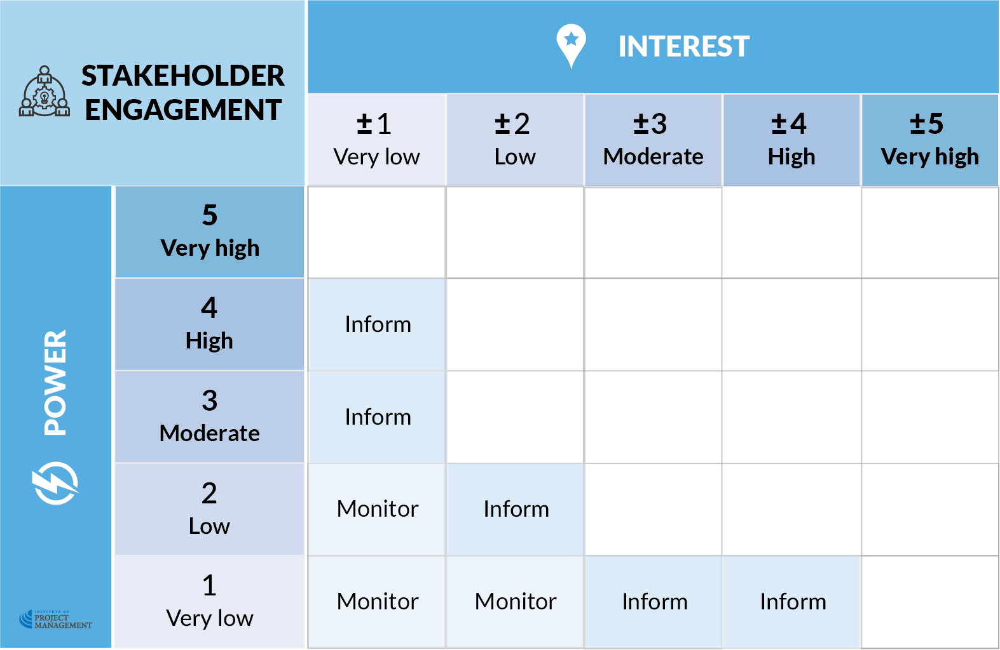 STAKEHOLDER
ENGAGEMENT
INTEREST
±1
Very low
±2
Low
±3
Moderate
±4
High
±5
Very high
POWER
5
Very high
4
High
Inform
3
Moderate
Inform
2
Low
Monitor
Inform
1
Very low
Monitor
Monitor
Inform
Inform
INSTITUTE OF
PROJECT
MANAGEMENT